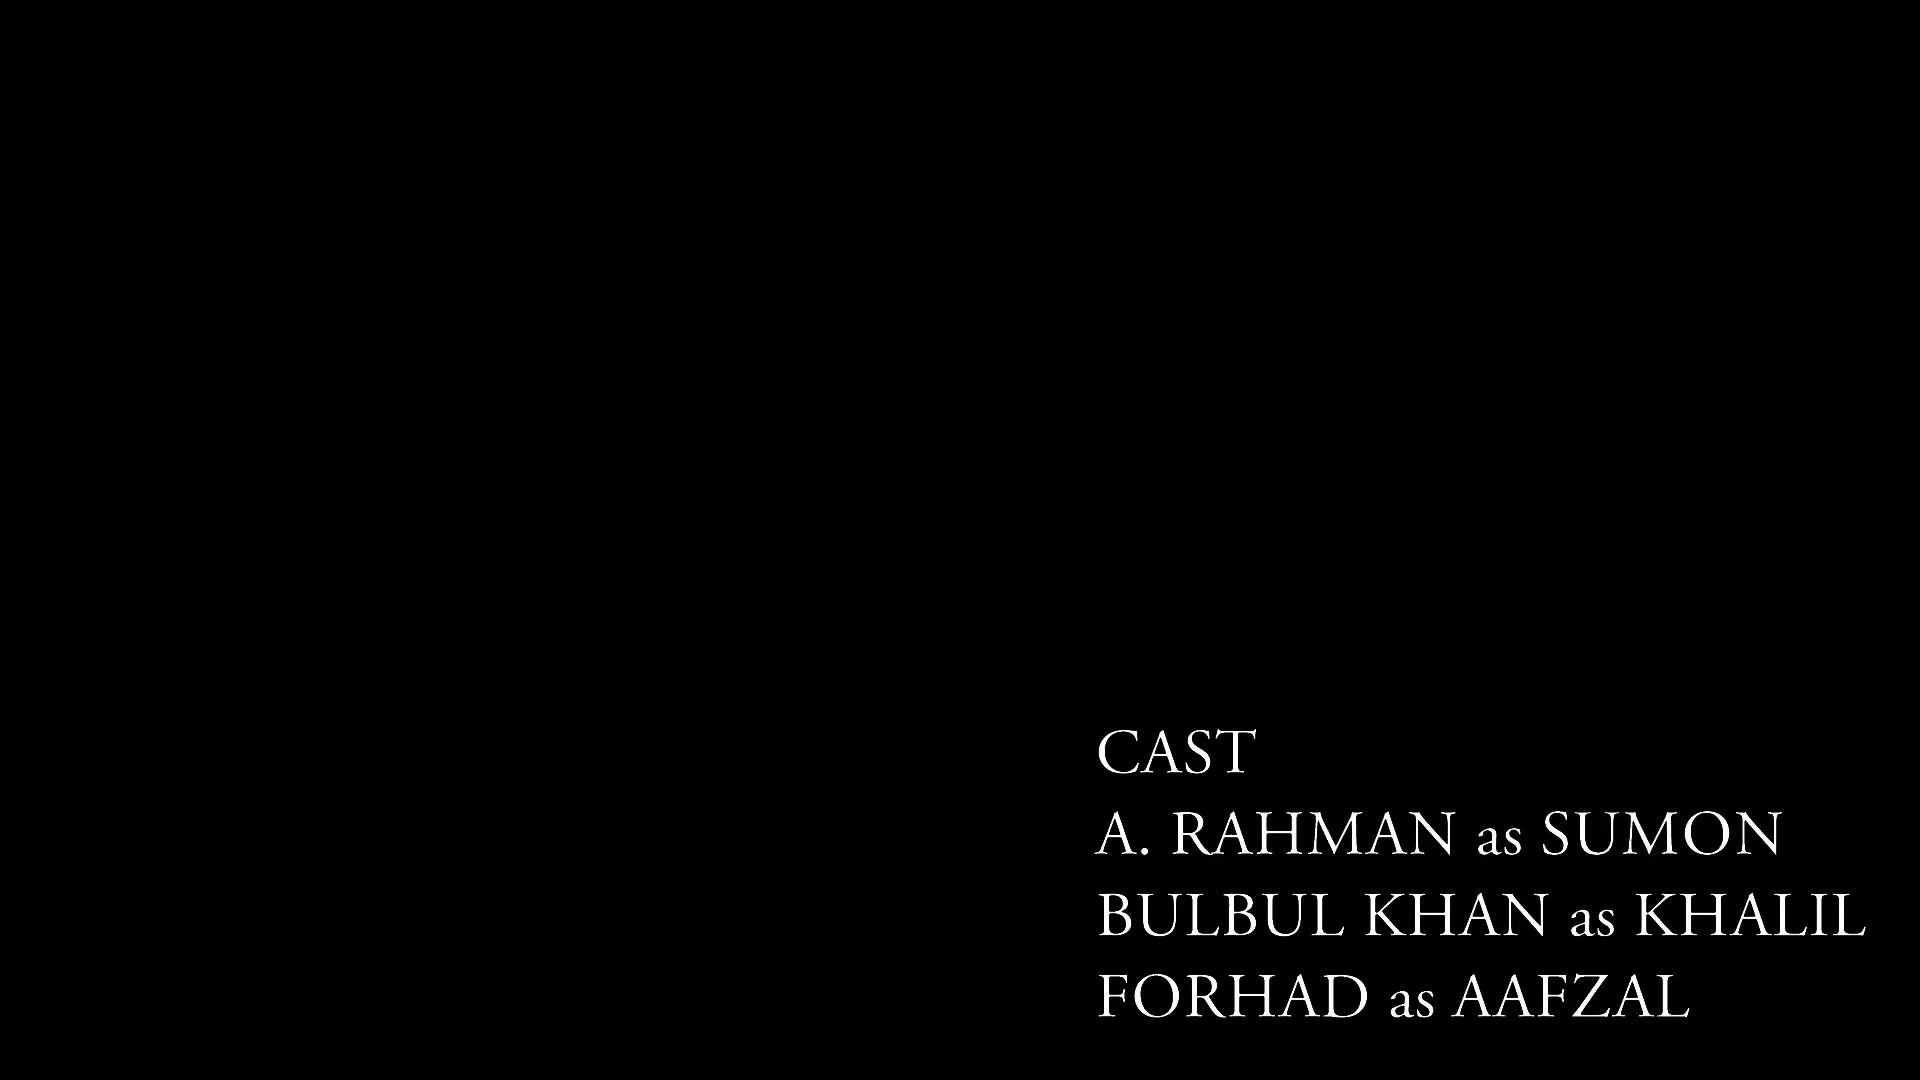 CAST
A. RAHMAN as SUMON
BULBUL KHAN as KHALIL
FORHAD as AAFZAL